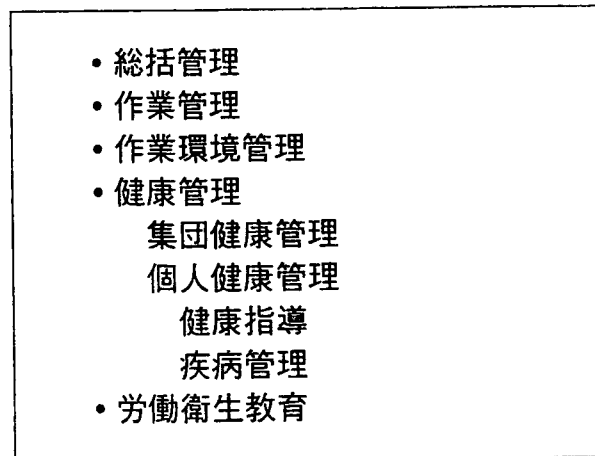 ・総括管理
・作業管理
・作業環境管理
・健康管理
集団健康管理
個人健康管理
健康指導
疾病管理
・労働衛生教育